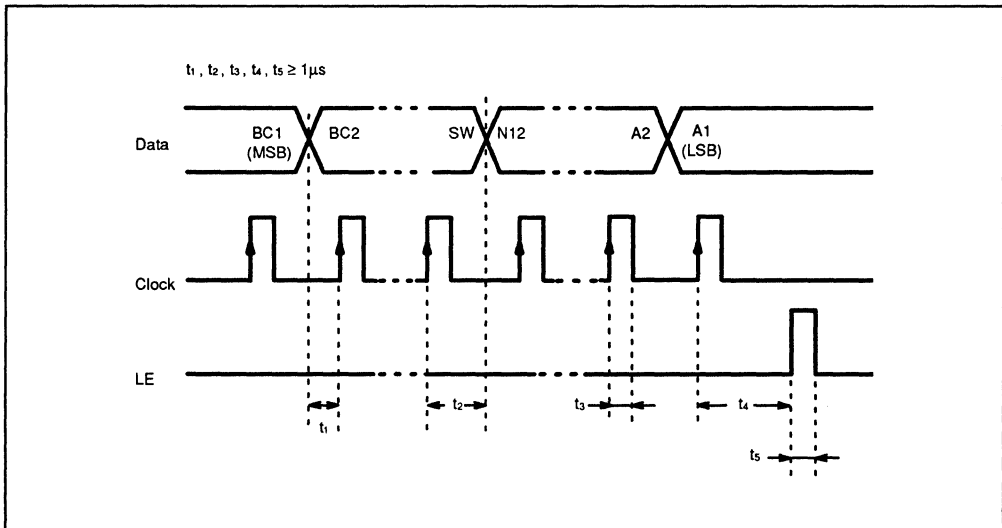 t₁ , t₂ , t₃ , t₄ , t₅ ≥ 1μs
Data
BC1
(MSB)
BC2
SW
N12
A2
A1
(LSB)
Clock
LE
t₁
t₂
t₃
t₄
t₅